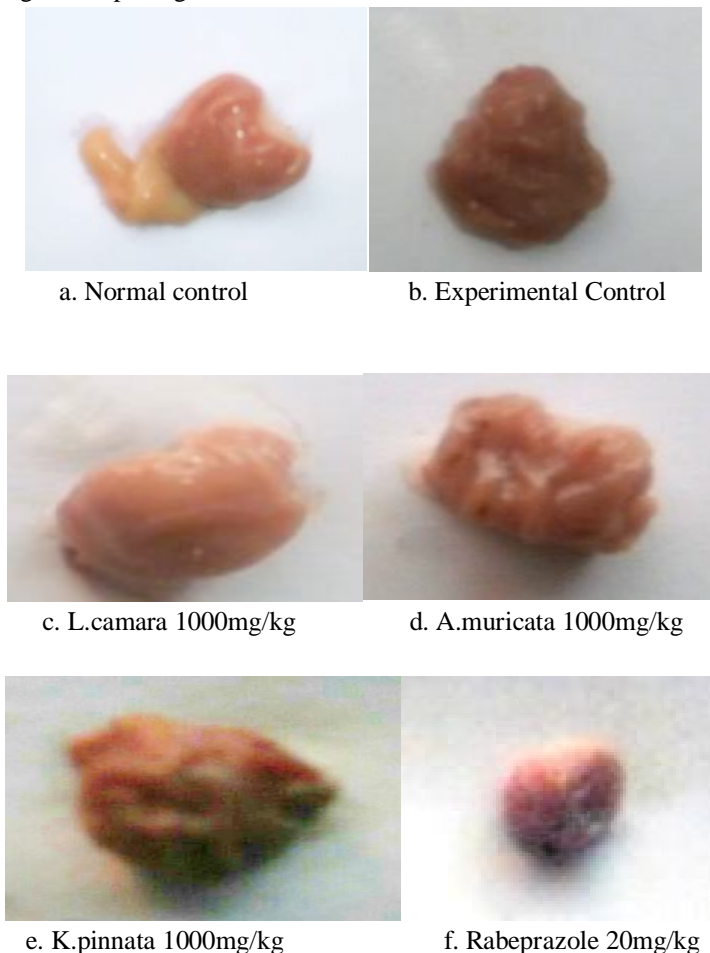 a. Normal control
b. Experimental Control
c. L.camara 1000mg/kg
d. A.muricata 1000mg/kg
e. K.pinnata 1000mg/kg
f. Rabeprazole 20mg/kg